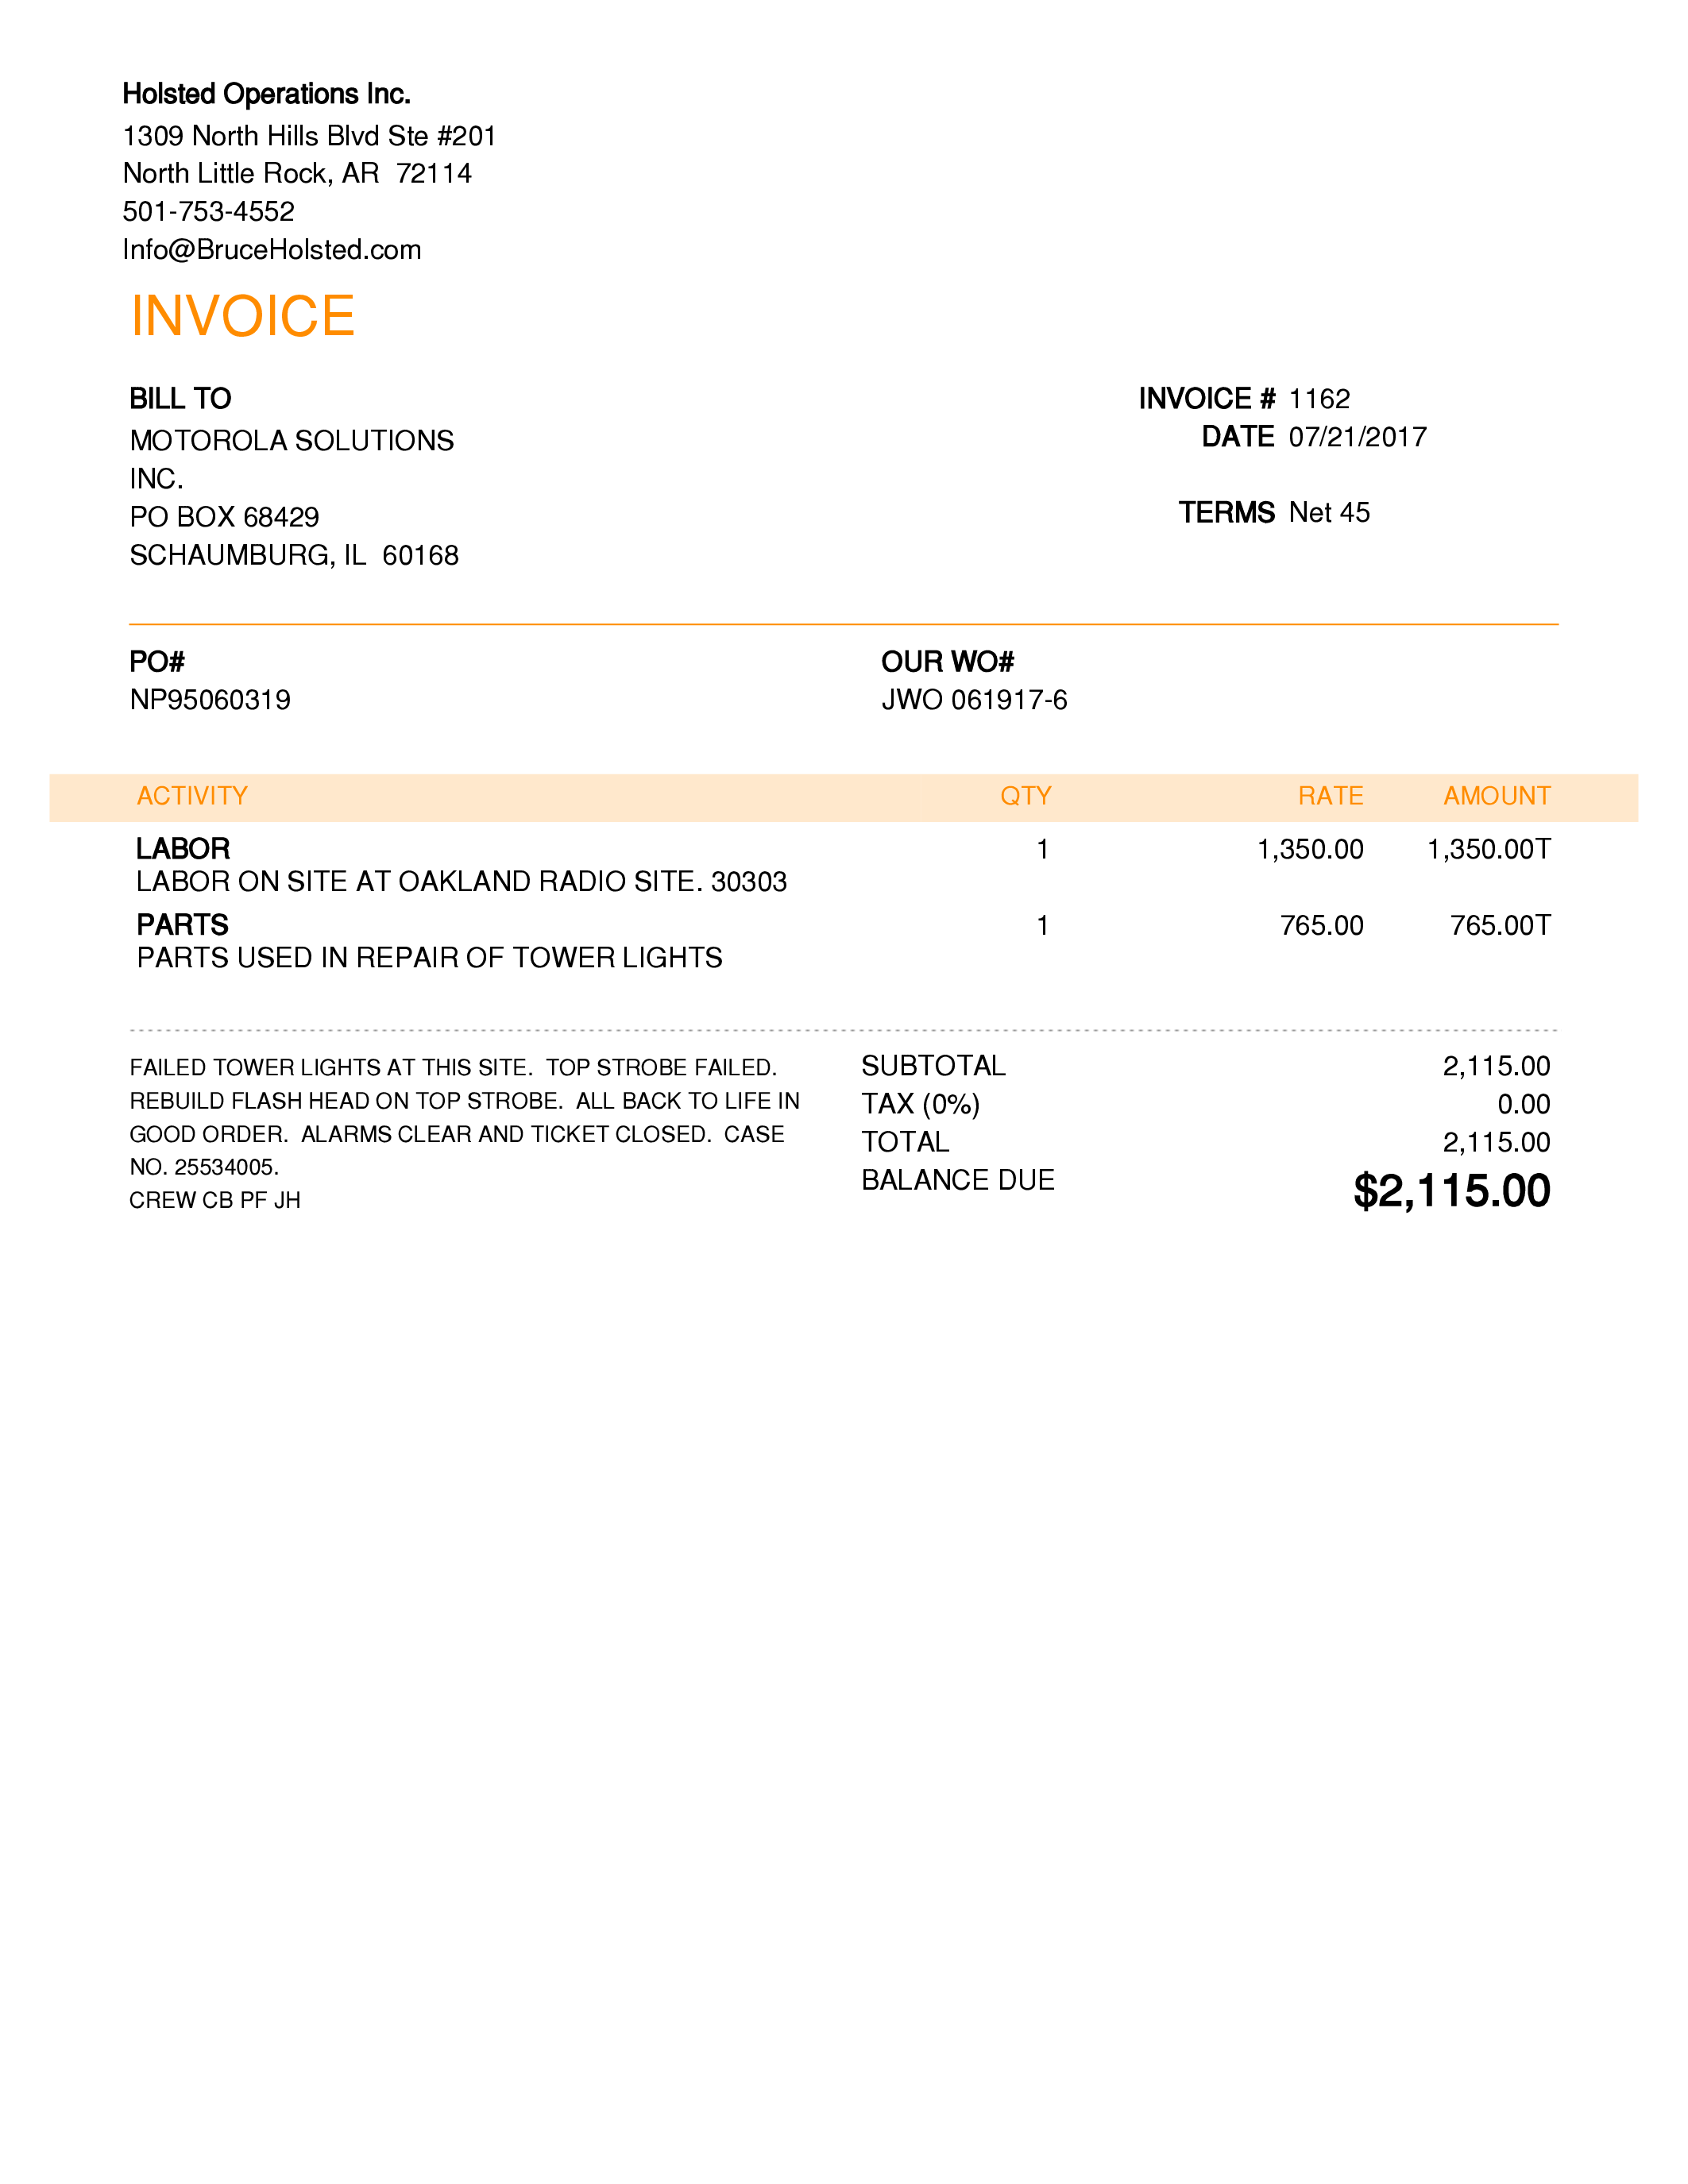 Holsted Operations Inc.
1309 North Hills Blvd Ste #201
North Little Rock, AR  72114
501-753-4552
Info@BruceHolsted.com
INVOICE
BILL TO
MOTOROLA SOLUTIONS
INC.
PO BOX 68429
SCHAUMBURG, IL  60168
INVOICE # 1162
DATE 07/21/2017
TERMS Net 45
PO#
NP95060319
OUR WO#
JWO 061917-6
ACTIVITY QTY RATE AMOUNT
LABOR 1 1,350.00 1,350.00T
LABOR ON SITE AT OAKLAND RADIO SITE. 30303
PARTS 1 765.00 765.00T
PARTS USED IN REPAIR OF TOWER LIGHTS
FAILED TOWER LIGHTS AT THIS SITE.  TOP STROBE FAILED.
REBUILD FLASH HEAD ON TOP STROBE.  ALL BACK TO LIFE IN
GOOD ORDER.  ALARMS CLEAR AND TICKET CLOSED.  CASE
NO. 25534005.
CREW CB PF JH
SUBTOTAL 2,115.00
TAX (0%) 0.00
TOTAL 2,115.00
BALANCE DUE $2,115.00